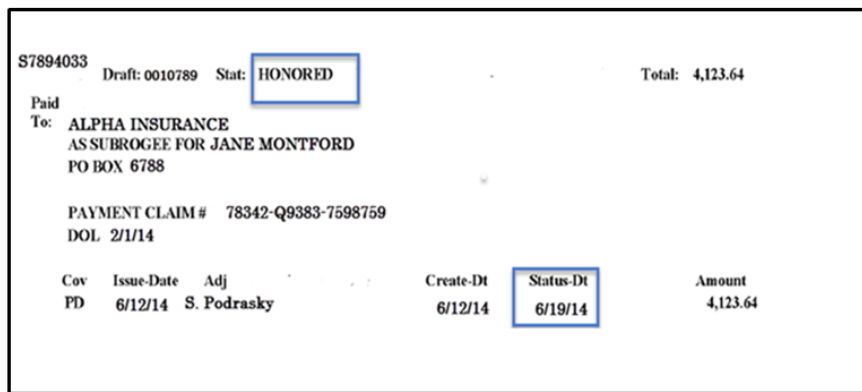 S7894033
Draft: 0010789 Stat: HONORED Total: 4,123.64
Paid
To: ALPHA INSURANCE
AS SUBROGEE FOR JANE MONTFORD
PO BOX 6788
PAYMENT CLAIM # 78342-Q9383-7598759
DOL 2/1/14
Cov Issue-Date Adj Create-Dt Status-Dt Amount
PD 6/12/14 S. Podrasky 6/12/14 6/19/14 4,123.64